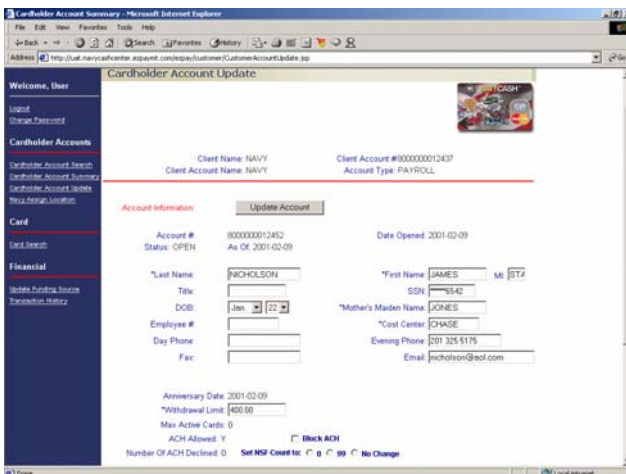 Cardholder Account Summary - Microsoft Internet Explorer
File Edit View Favorites Tools Help
Back Search Favorites History
Address http://uat.navycashcenter.ezpaymt.com/ezpay/customer/CustomerAccountUpdate.jsp Go
Cardholder Account Update
Welcome, User
Logout
Change Password
Cardholder Accounts
Cardholder Account Search
Cardholder Account Summary
Cardholder Account Update
Navy Assign Location
Card
Card Search
Financial
Update Funding Source
Transaction History
CASH
Client Name: NAVY Client Account #8000000012437
Client Account Name: NAVY Account Type: PAYROLL
Account Information: Update Account
Account # 8000000012452 Date Opened: 2001-02-09
Status: OPEN As Of: 2001-02-09
*Last Name: NICHOLSON *First Name: JAMES MI: STA
Title: SSN: *****6542
DOB: Jan 22 *Mother's Maiden Name: JONES
Employee # *Cost Center: CHASE
Day Phone: Evening Phone: 201 325 5175
Fax: Email: nicholson@aol.com
Anniversary Date: 2001-02-09
*Withdrawal Limit: 400.00
Max Active Cards: 0
ACH Allowed: Y Block ACH
Number Of ACH Declined: 0 Set NSF Count to: 0 99 No Change
Done Local intranet